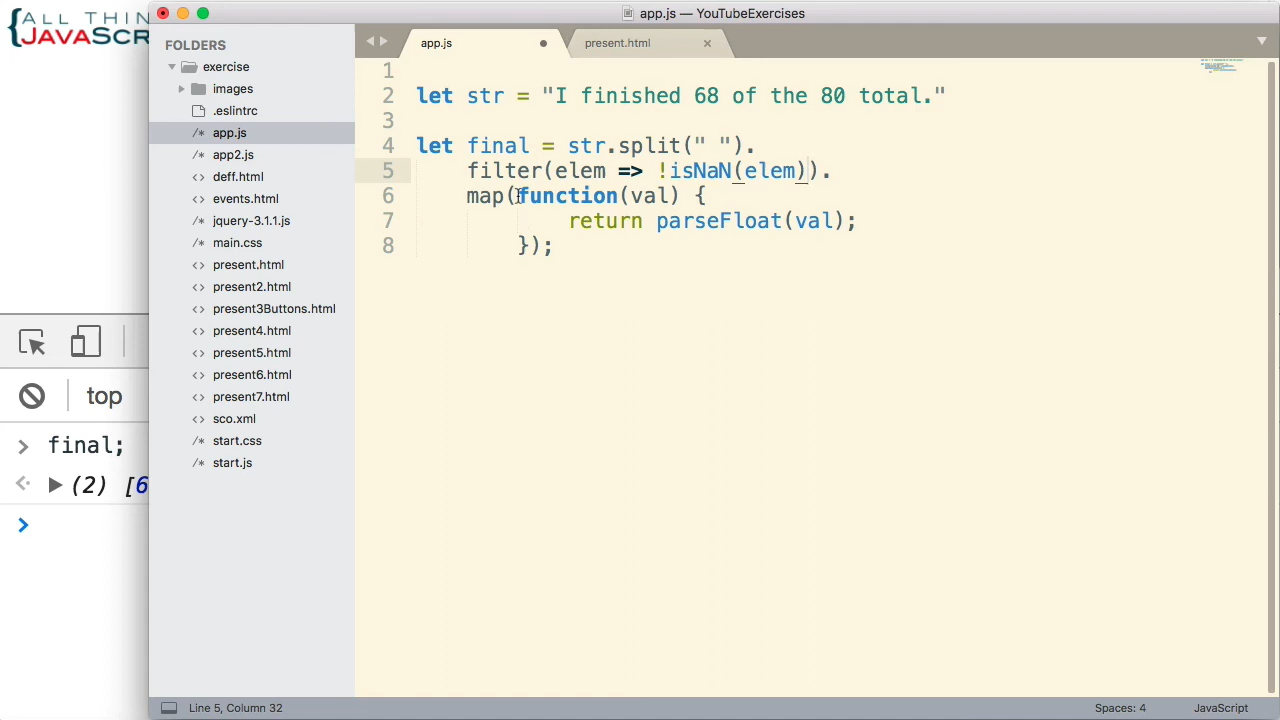 ALL THIN
JAVASCR
app.js — YouTubeExercises
FOLDERS
exercise
images
.eslintrc
app.js
app2.js
deff.html
events.html
jquery-3.1.1.js
main.css
present.html
present2.html
present3Buttons.html
present4.html
present5.html
present6.html
present7.html
sco.xml
start.css
start.js
app.js
present.html
1
2 let str = "I finished 68 of the 80 total."
3
4 let final = str.split(" ").
5 filter(elem => !isNaN(elem)).
6 map(function(val) {
7 return parseFloat(val);
8 });
top
final;
(2) [6
Line 5, Column 32
Spaces: 4
JavaScript